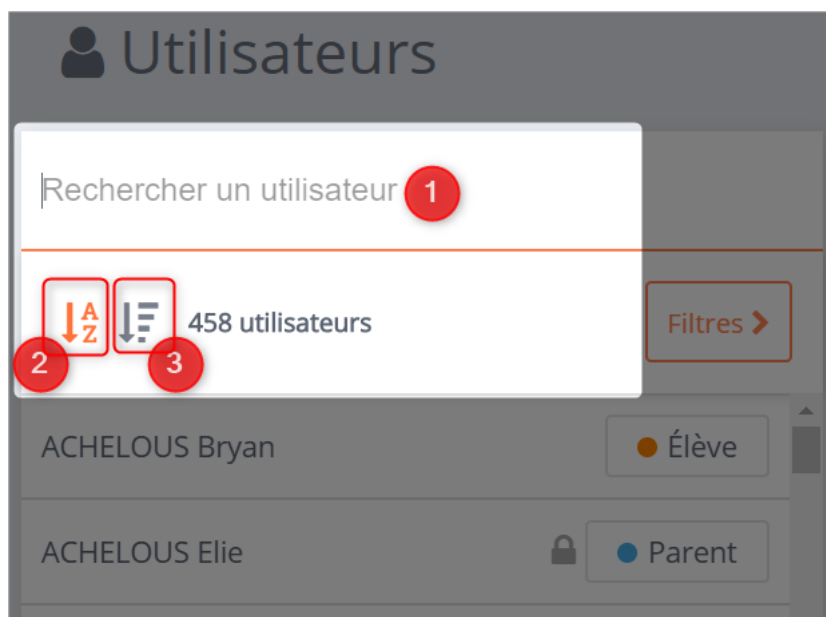 Utilisateurs
Rechercher un utilisateur 1
A
Z
458 utilisateurs
Filtres
2
3
ACHELOUS Bryan
Élève
ACHELOUS Elie
Parent